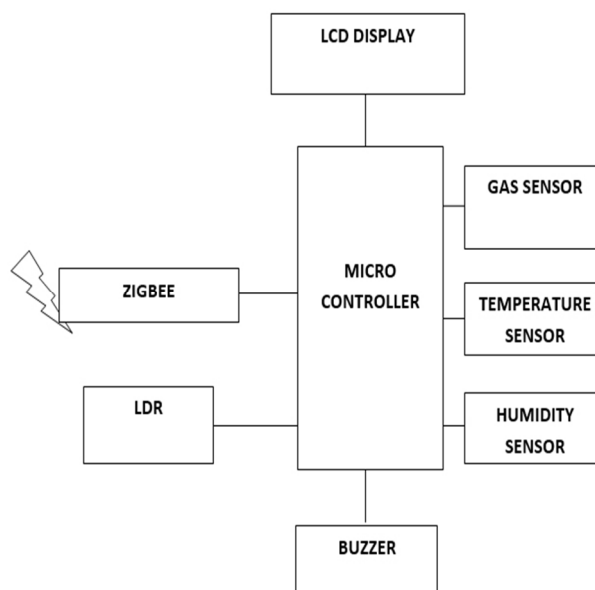 LCD DISPLAY
GAS SENSOR
MICRO
CONTROLLER
ZIGBEE
TEMPERATURE
SENSOR
LDR
HUMIDITY
SENSOR
BUZZER